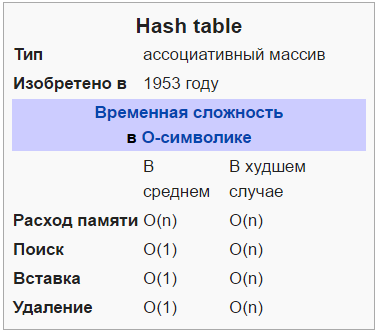 Hash table
Тип ассоциативный массив
Изобретено в 1953 году
Временная сложность
в О-символике
В В худшем
среднем случае
Расход памяти O(n) O(n)
Поиск O(1) O(n)
Вставка O(1) O(n)
Удаление O(1) O(n)